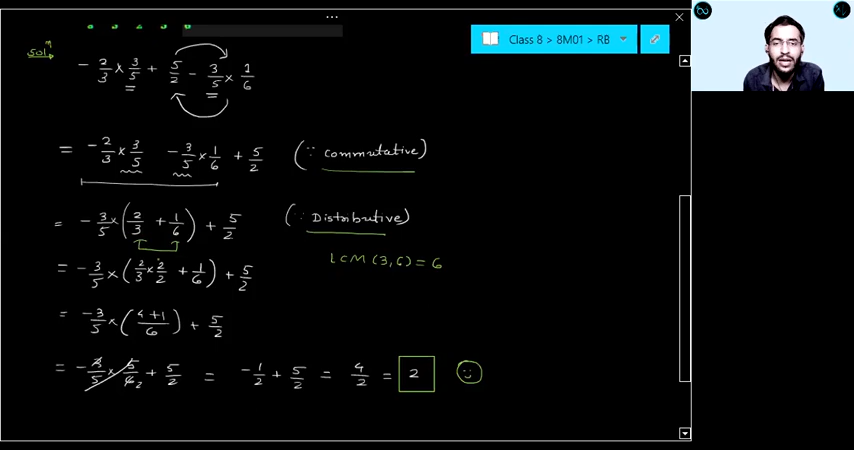 ...
Class 8 > 8M01 > RB
Solⁿ
- 2/3 × 3/5 + 5/2 - 3/5 × 1/6
= -2/3 × 3/5 - 3/5 × 1/6 + 5/2 (∵ commutative)
= -3/5 × (2/3 + 1/6) + 5/2 (∵ Distributive)
LCM (3,6) = 6
= -3/5 × (2/3 × 2/2 + 1/6) + 5/2
= -3/5 × (4+1/6) + 5/2
= -3/5 × 5/6 2 + 5/2 = -1/2 + 5/2 = 4/2 = 2